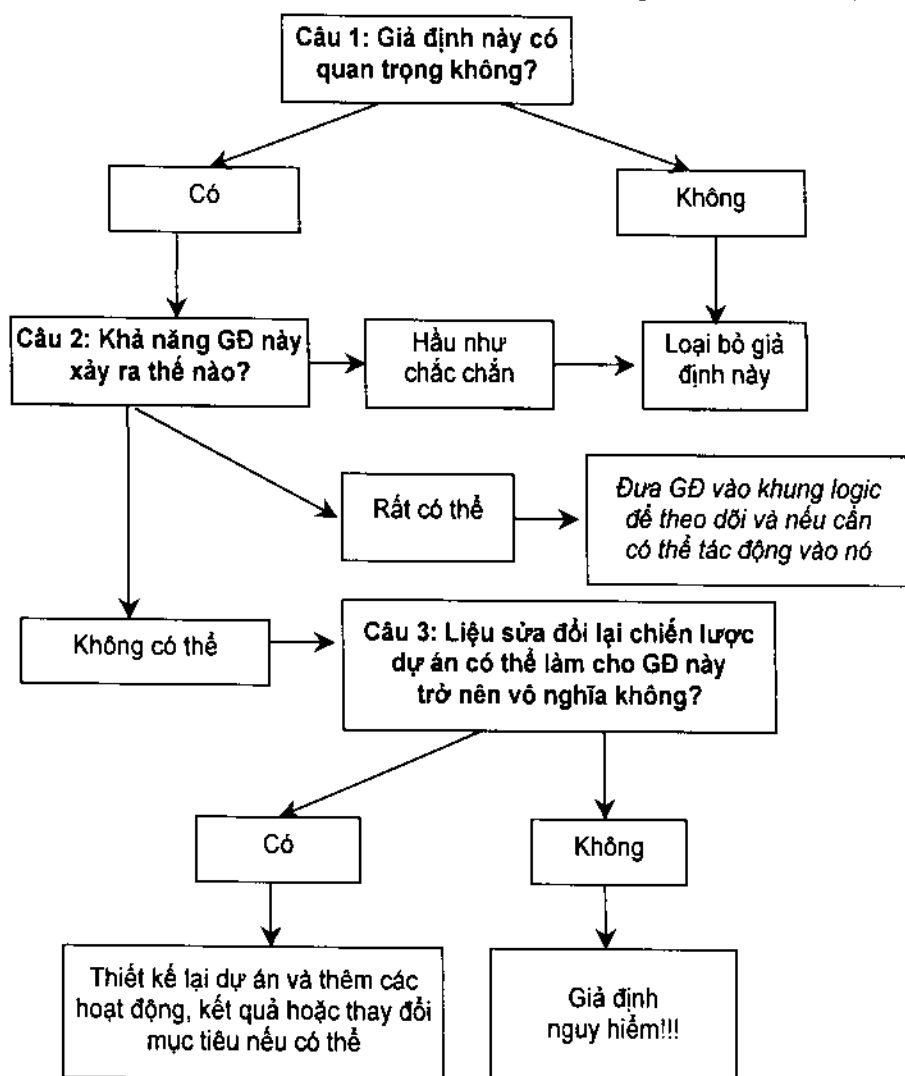 Câu 1: Giả định này có
quan trọng không?
Có
Không
Câu 2: Khả năng GĐ này
xảy ra thế nào?
Hầu như
chắc chắn
Loại bỏ giả
định này
Rất có thể
Đưa GĐ vào khung logic
để theo dõi và nếu cần
có thể tác động vào nó
Không có thể
Câu 3: Liệu sửa đổi lại chiến lược
dự án có thể làm cho GĐ này
trở nên vô nghĩa không?
Có
Không
Thiết kế lại dự án và thêm các
hoạt động, kết quả hoặc thay đổi
mục tiêu nếu có thể
Giả định
nguy hiểm!!!